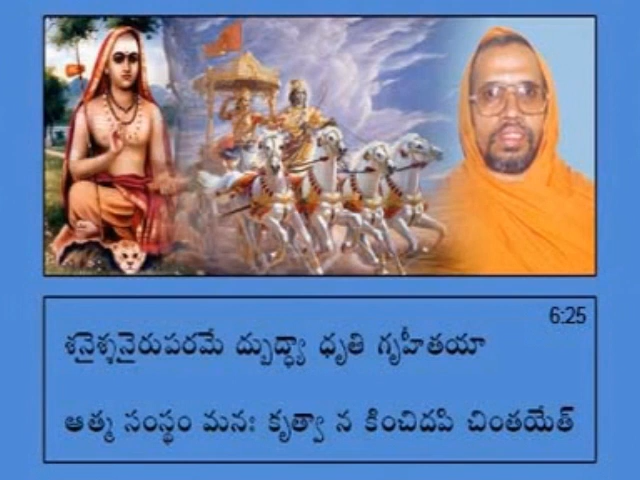 6:25
శనైశ్శనైరుపరమే ద్బుద్ధ్యా ధృతి గృహీతయా
ఆత్మ సంస్థం మనః కృత్వా న కించిదపి చింతయేత్